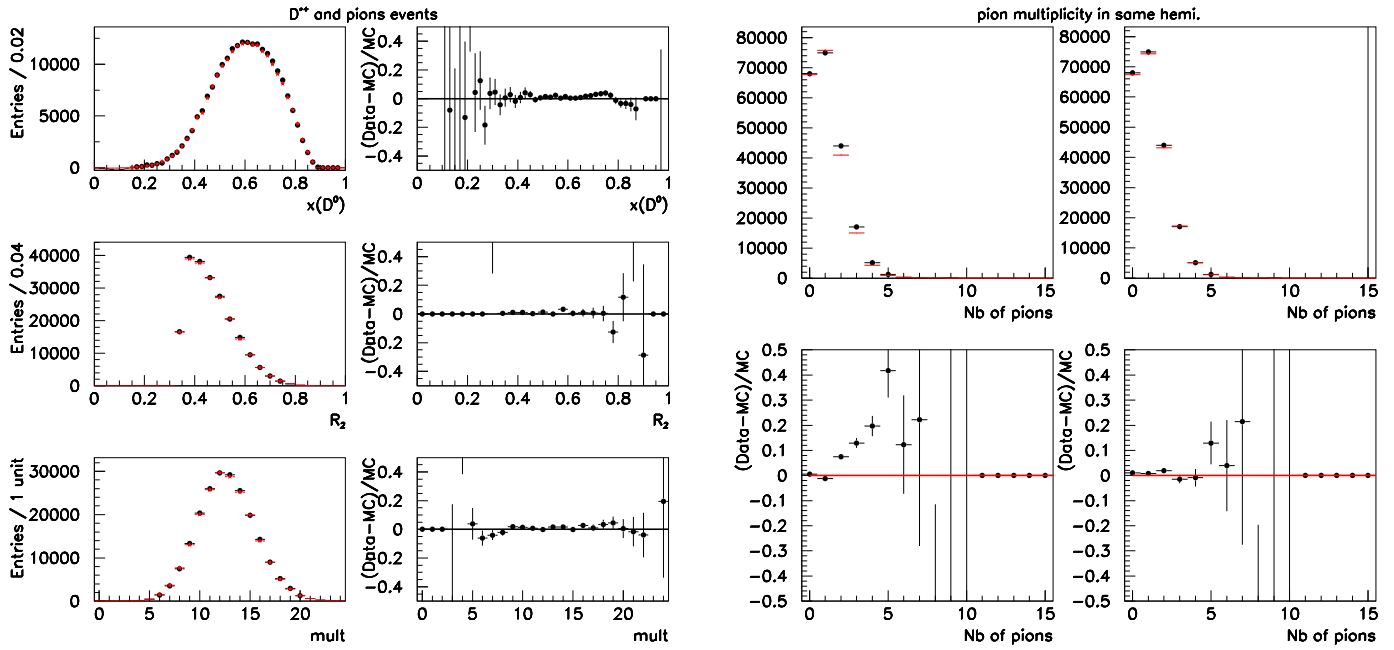 D*+ and pions events
pion multiplicity in same hemi.
Entries / 0.02
10000
5000
0
0 0.2 0.4 0.6 0.8 1
x(D⁰)
(Data-MC)/MC
0.4
0.2
0
-0.2
-0.4
0 0.2 0.4 0.6 0.8 1
x(D⁰)
Entries / 0.04
40000
30000
20000
10000
0
0 0.2 0.4 0.6 0.8 1
R₂
(Data-MC)/MC
0.4
0.2
0
-0.2
-0.4
0 0.2 0.4 0.6 0.8 1
R₂
Entries / 1 unit
30000
20000
10000
0
0 5 10 15 20
mult
(Data-MC)/MC
0.4
0.2
0
-0.2
-0.4
0 5 10 15 20
mult
80000
70000
60000
50000
40000
30000
20000
10000
0
0 5 10 15
Nb of pions
80000
70000
60000
50000
40000
30000
20000
10000
0
0 5 10 15
Nb of pions
(Data-MC)/MC
0.5
0.4
0.3
0.2
0.1
0
-0.1
-0.2
-0.3
-0.4
-0.5
0 5 10 15
Nb of pions
(Data-MC)/MC
0.5
0.4
0.3
0.2
0.1
0
-0.1
-0.2
-0.3
-0.4
-0.5
0 5 10 15
Nb of pions